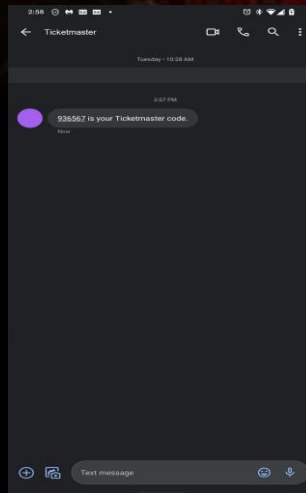 2:58
Ticketmaster
Tuesday • 10:28 AM
2:57 PM
936567 is your Ticketmaster code.
Now
Text message